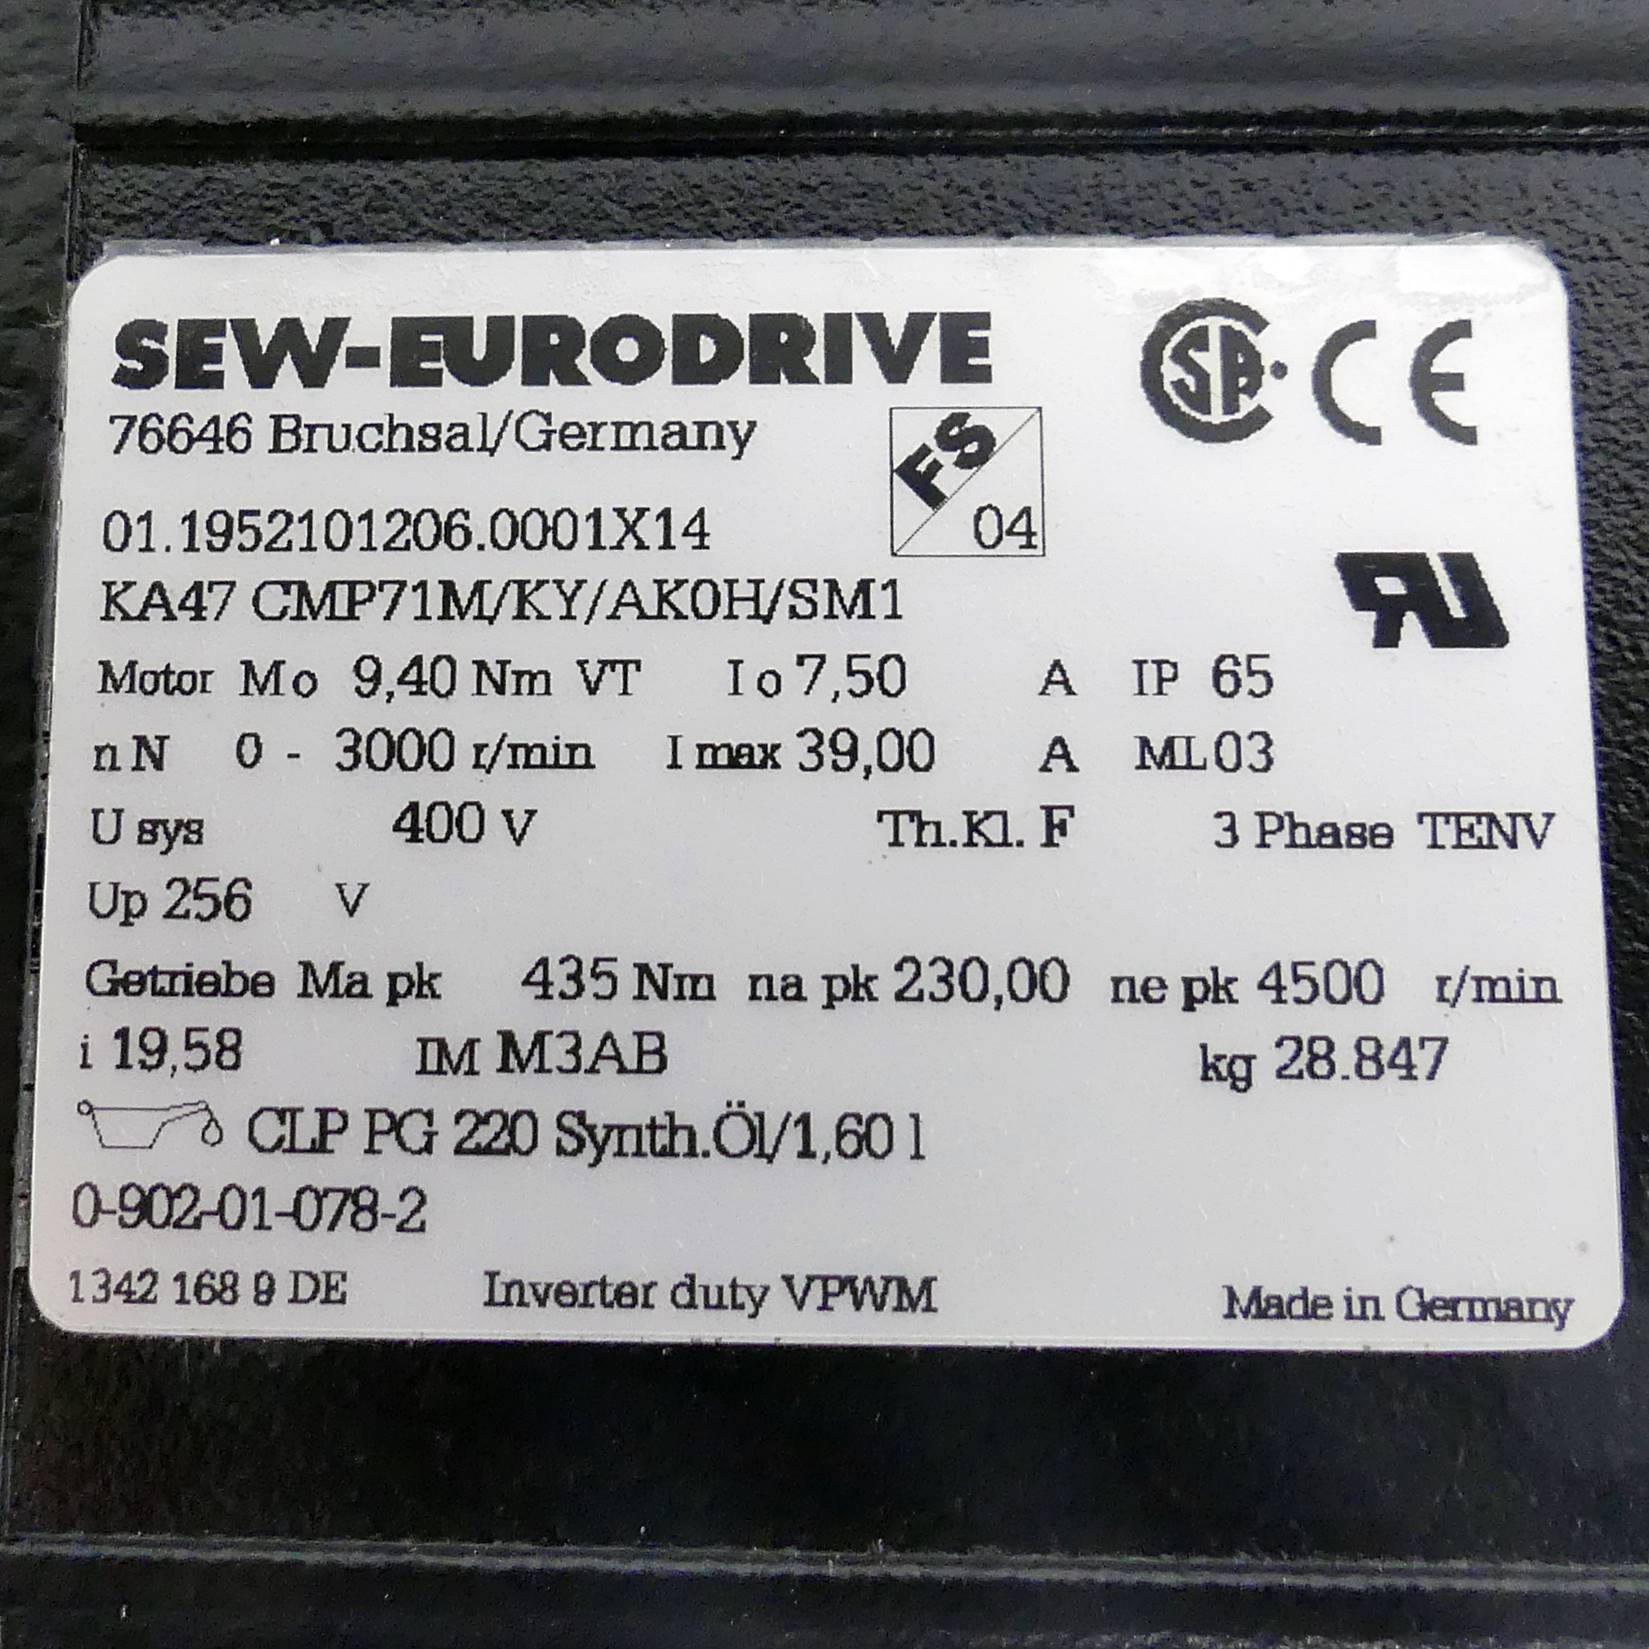 SEW-EURODRIVE
76646 Bruchsal/Germany
FS
04
01.1952101206.0001X14
KA47 CMP71M/KY/AK0H/SM1
Motor Mo 9,40 Nm VT Io 7,50 A IP 65
nN 0 - 3000 r/min I max 39,00 A ML03
U sys 400 V Th.Kl. F 3 Phase TENV
Up 256 V
Getriebe Ma pk 435 Nm na pk 230,00 ne pk 4500 r/min
i 19,58 IM M3AB kg 28.847
CLP PG 220 Synth.Öl/1,60 l
0-902-01-078-2
1342 168 9 DE Inverter duty VPWM Made in Germany